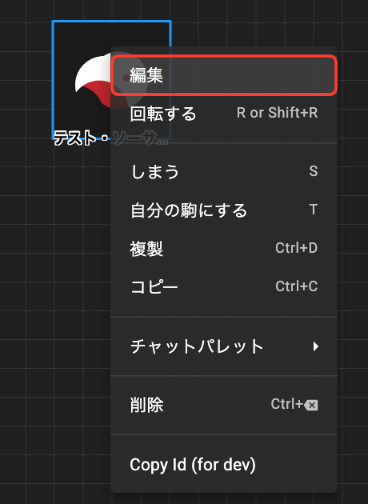 編集
回転する R or Shift+R
テスト・ソーサ...
しまう S
自分の駒にする T
複製 Ctrl+D
コピー Ctrl+C
チャットパレット
削除 Ctrl+⌫
Copy Id (for dev)